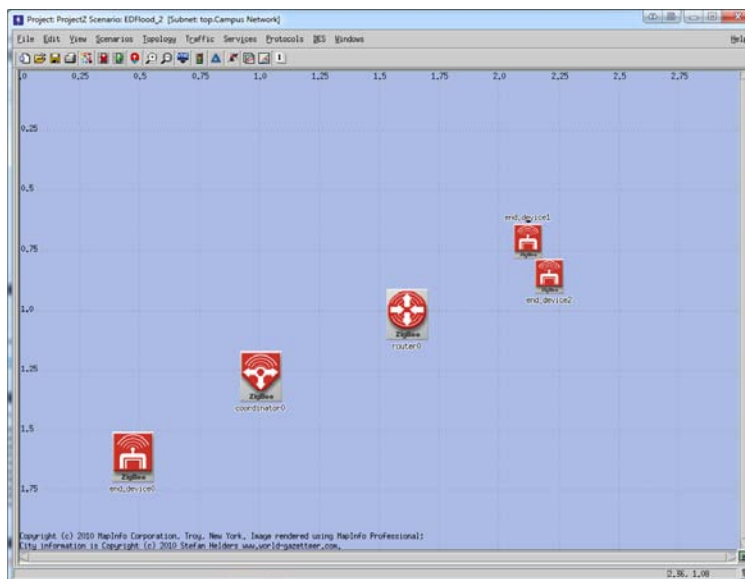 Project: ProjectZ Scenario: EDFlood_2 [Subnet: top.Campus Network]
File Edit View Scenarios Topology Traffic Services Protocols DES Windows Help
0.25 0.5 0.75 1.0 1.25 1.5 1.75 2.0 2.25 2.5 2.75
0.25
0.5
end_device1
0.75
ZigBee
ZigBee
end_device2
1.0
ZigBee
router0
1.25
ZigBee
coordinator0
1.5
ZigBee
end_device0
1.75
Copyright (c) 2010 MapInfo Corporation, Troy, New York, Image rendered using MapInfo Professional;
City information is Copyright (c) 2010 Stefan Helders www.world-gazetteer.com.
2.36, 1.08